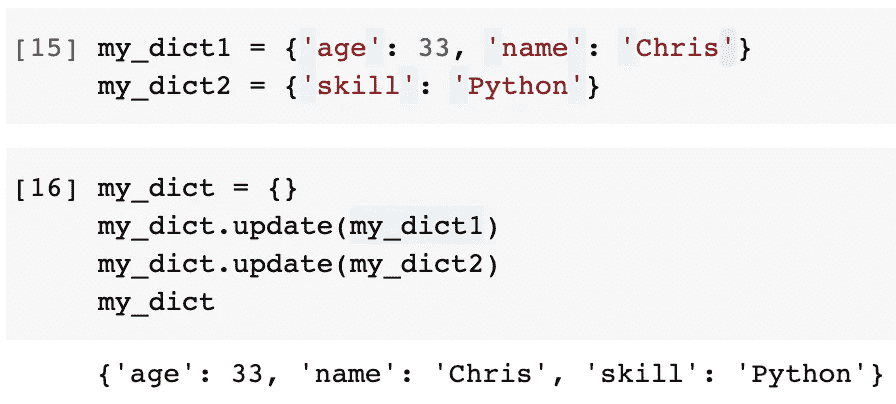 [15] my_dict1 = {'age': 33, 'name': 'Chris'}
my_dict2 = {'skill': 'Python'}
[16] my_dict = {}
my_dict.update(my_dict1)
my_dict.update(my_dict2)
my_dict
{'age': 33, 'name': 'Chris', 'skill': 'Python'}